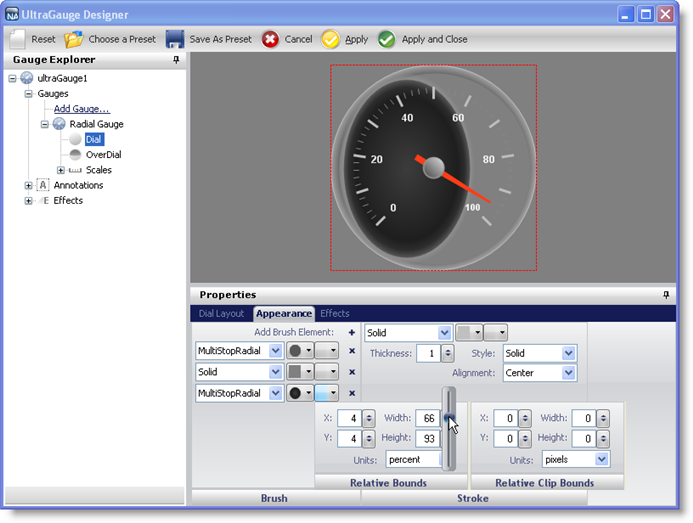 NA UltraGauge Designer
Reset Choose a Preset Save As Preset Cancel Apply Apply and Close
Gauge Explorer
ultraGauge1
Gauges
Add Gauge...
Radial Gauge
Dial
OverDial
Scales
A Annotations
E Effects
40 60
20 80
0 100
Properties
Dial Layout Appearance Effects
Add Brush Element: Solid
MultiStopRadial Thickness: 1 Style: Solid
Solid Alignment: Center
MultiStopRadial
X: 4 Width: 66 X: 0 Width: 0
Y: 4 Height: 93 Y: 0 Height: 0
Units: percent Units: pixels
Relative Bounds Relative Clip Bounds
Brush Stroke